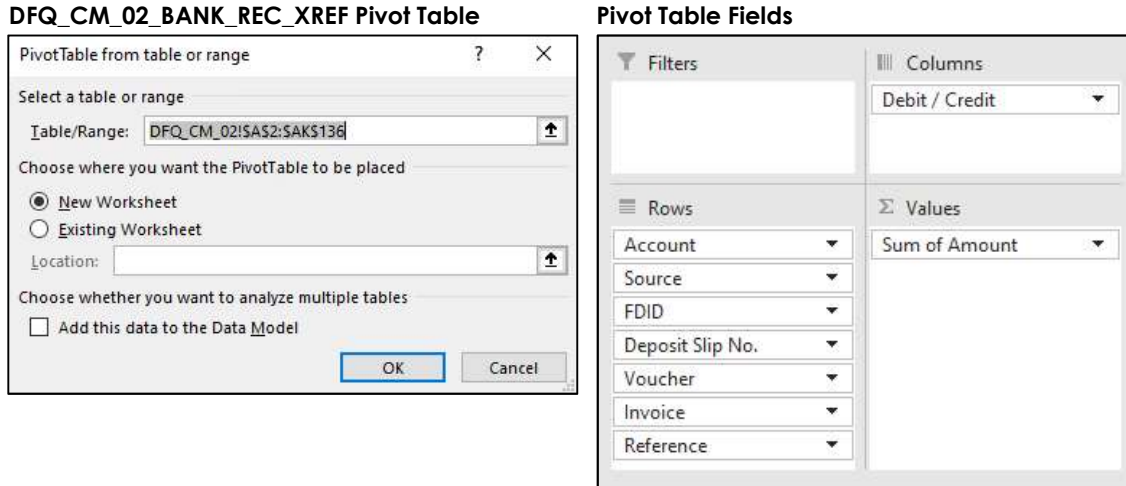 DFQ_CM_02_BANK_REC_XREF Pivot Table
PivotTable from table or range ? ×
Select a table or range
Table/Range: DFQ_CM_02!$A$2:$AK$136
Choose where you want the PivotTable to be placed
New Worksheet
Existing Worksheet
Location:
Choose whether you want to analyze multiple tables
Add this data to the Data Model
OK Cancel
Pivot Table Fields
Filters
Columns
Debit / Credit
Rows
Account
Source
FDID
Deposit Slip No.
Voucher
Invoice
Reference
Σ Values
Sum of Amount